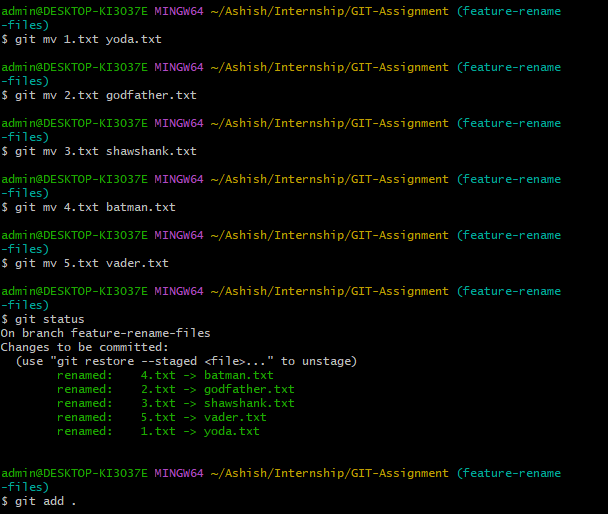 admin@DESKTOP-KI3O37E MINGW64 ~/Ashish/Internship/GIT-Assignment (feature-rename
-files)
$ git mv 1.txt yoda.txt
admin@DESKTOP-KI3O37E MINGW64 ~/Ashish/Internship/GIT-Assignment (feature-rename
-files)
$ git mv 2.txt godfather.txt
admin@DESKTOP-KI3O37E MINGW64 ~/Ashish/Internship/GIT-Assignment (feature-rename
-files)
$ git mv 3.txt shawshank.txt
admin@DESKTOP-KI3O37E MINGW64 ~/Ashish/Internship/GIT-Assignment (feature-rename
-files)
$ git mv 4.txt batman.txt
admin@DESKTOP-KI3O37E MINGW64 ~/Ashish/Internship/GIT-Assignment (feature-rename
-files)
$ git mv 5.txt vader.txt
admin@DESKTOP-KI3O37E MINGW64 ~/Ashish/Internship/GIT-Assignment (feature-rename
-files)
$ git status
On branch feature-rename-files
Changes to be committed:
  (use "git restore --staged <file>..." to unstage)
        renamed:    4.txt -> batman.txt
        renamed:    2.txt -> godfather.txt
        renamed:    3.txt -> shawshank.txt
        renamed:    5.txt -> vader.txt
        renamed:    1.txt -> yoda.txt
admin@DESKTOP-KI3O37E MINGW64 ~/Ashish/Internship/GIT-Assignment (feature-rename
-files)
$ git add .